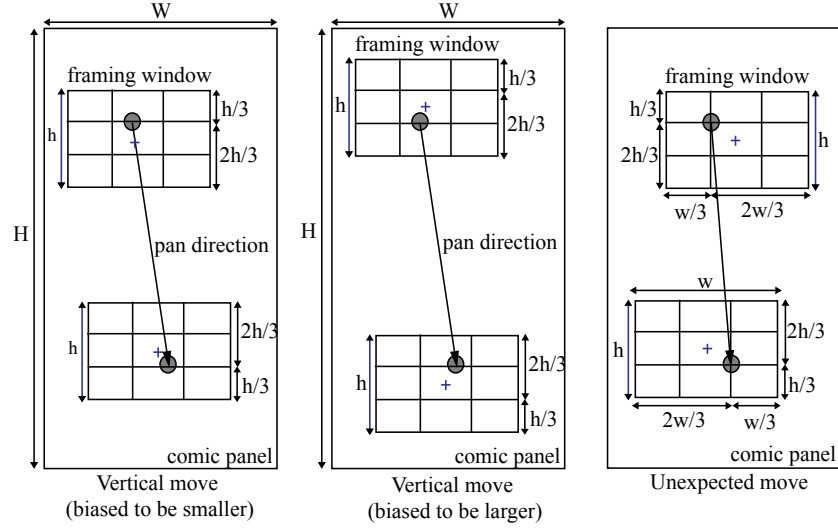 W
H
framing window
h
h/3
2h/3
pan direction
h
2h/3
h/3
comic panel
Vertical move
(biased to be smaller)
W
H
framing window
h
h/3
2h/3
pan direction
h
2h/3
h/3
comic panel
Vertical move
(biased to be larger)
framing window
h/3
2h/3
h
w/3
2w/3
w
h
2h/3
h/3
2w/3
w/3
comic panel
Unexpected move